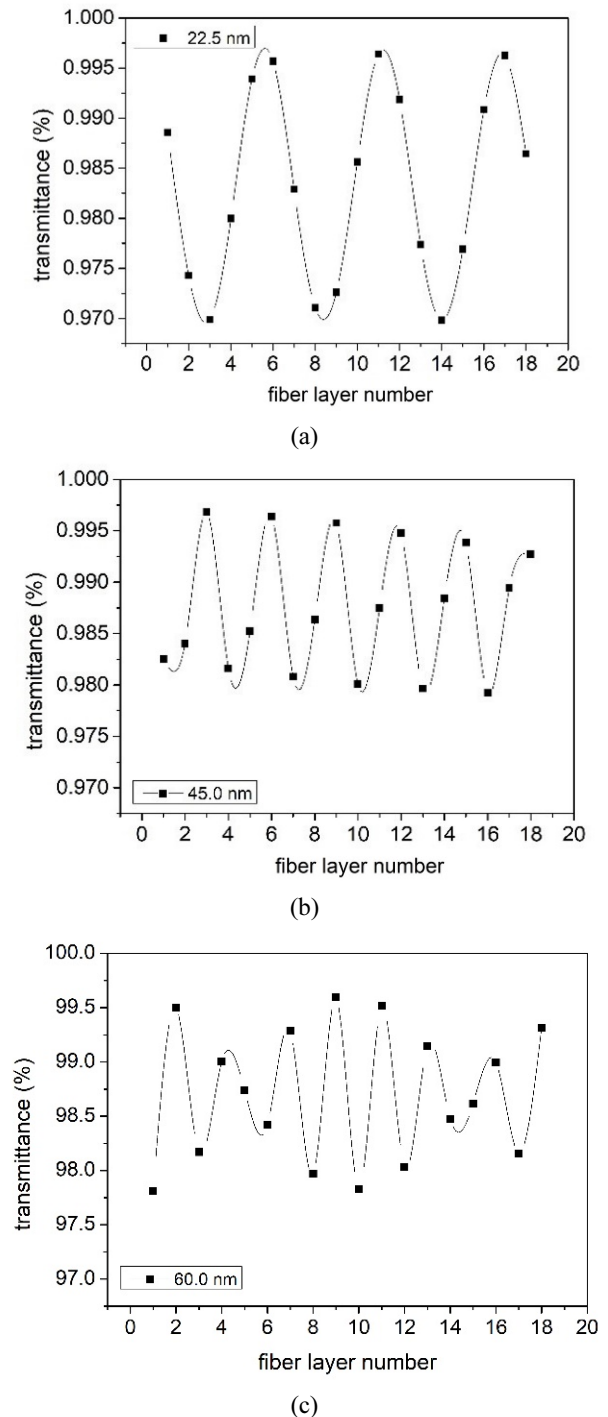 1.000
22.5 nm
0.995
0.990
0.985
0.980
0.975
0.970
transmittance (%)
0 2 4 6 8 10 12 14 16 18 20
fiber layer number
(a)
1.000
0.995
0.990
0.985
0.980
0.975
0.970
transmittance (%)
45.0 nm
0 2 4 6 8 10 12 14 16 18 20
fiber layer number
(b)
100.0
99.5
99.0
98.5
98.0
97.5
97.0
transmittance (%)
60.0 nm
0 2 4 6 8 10 12 14 16 18 20
fiber layer number
(c)